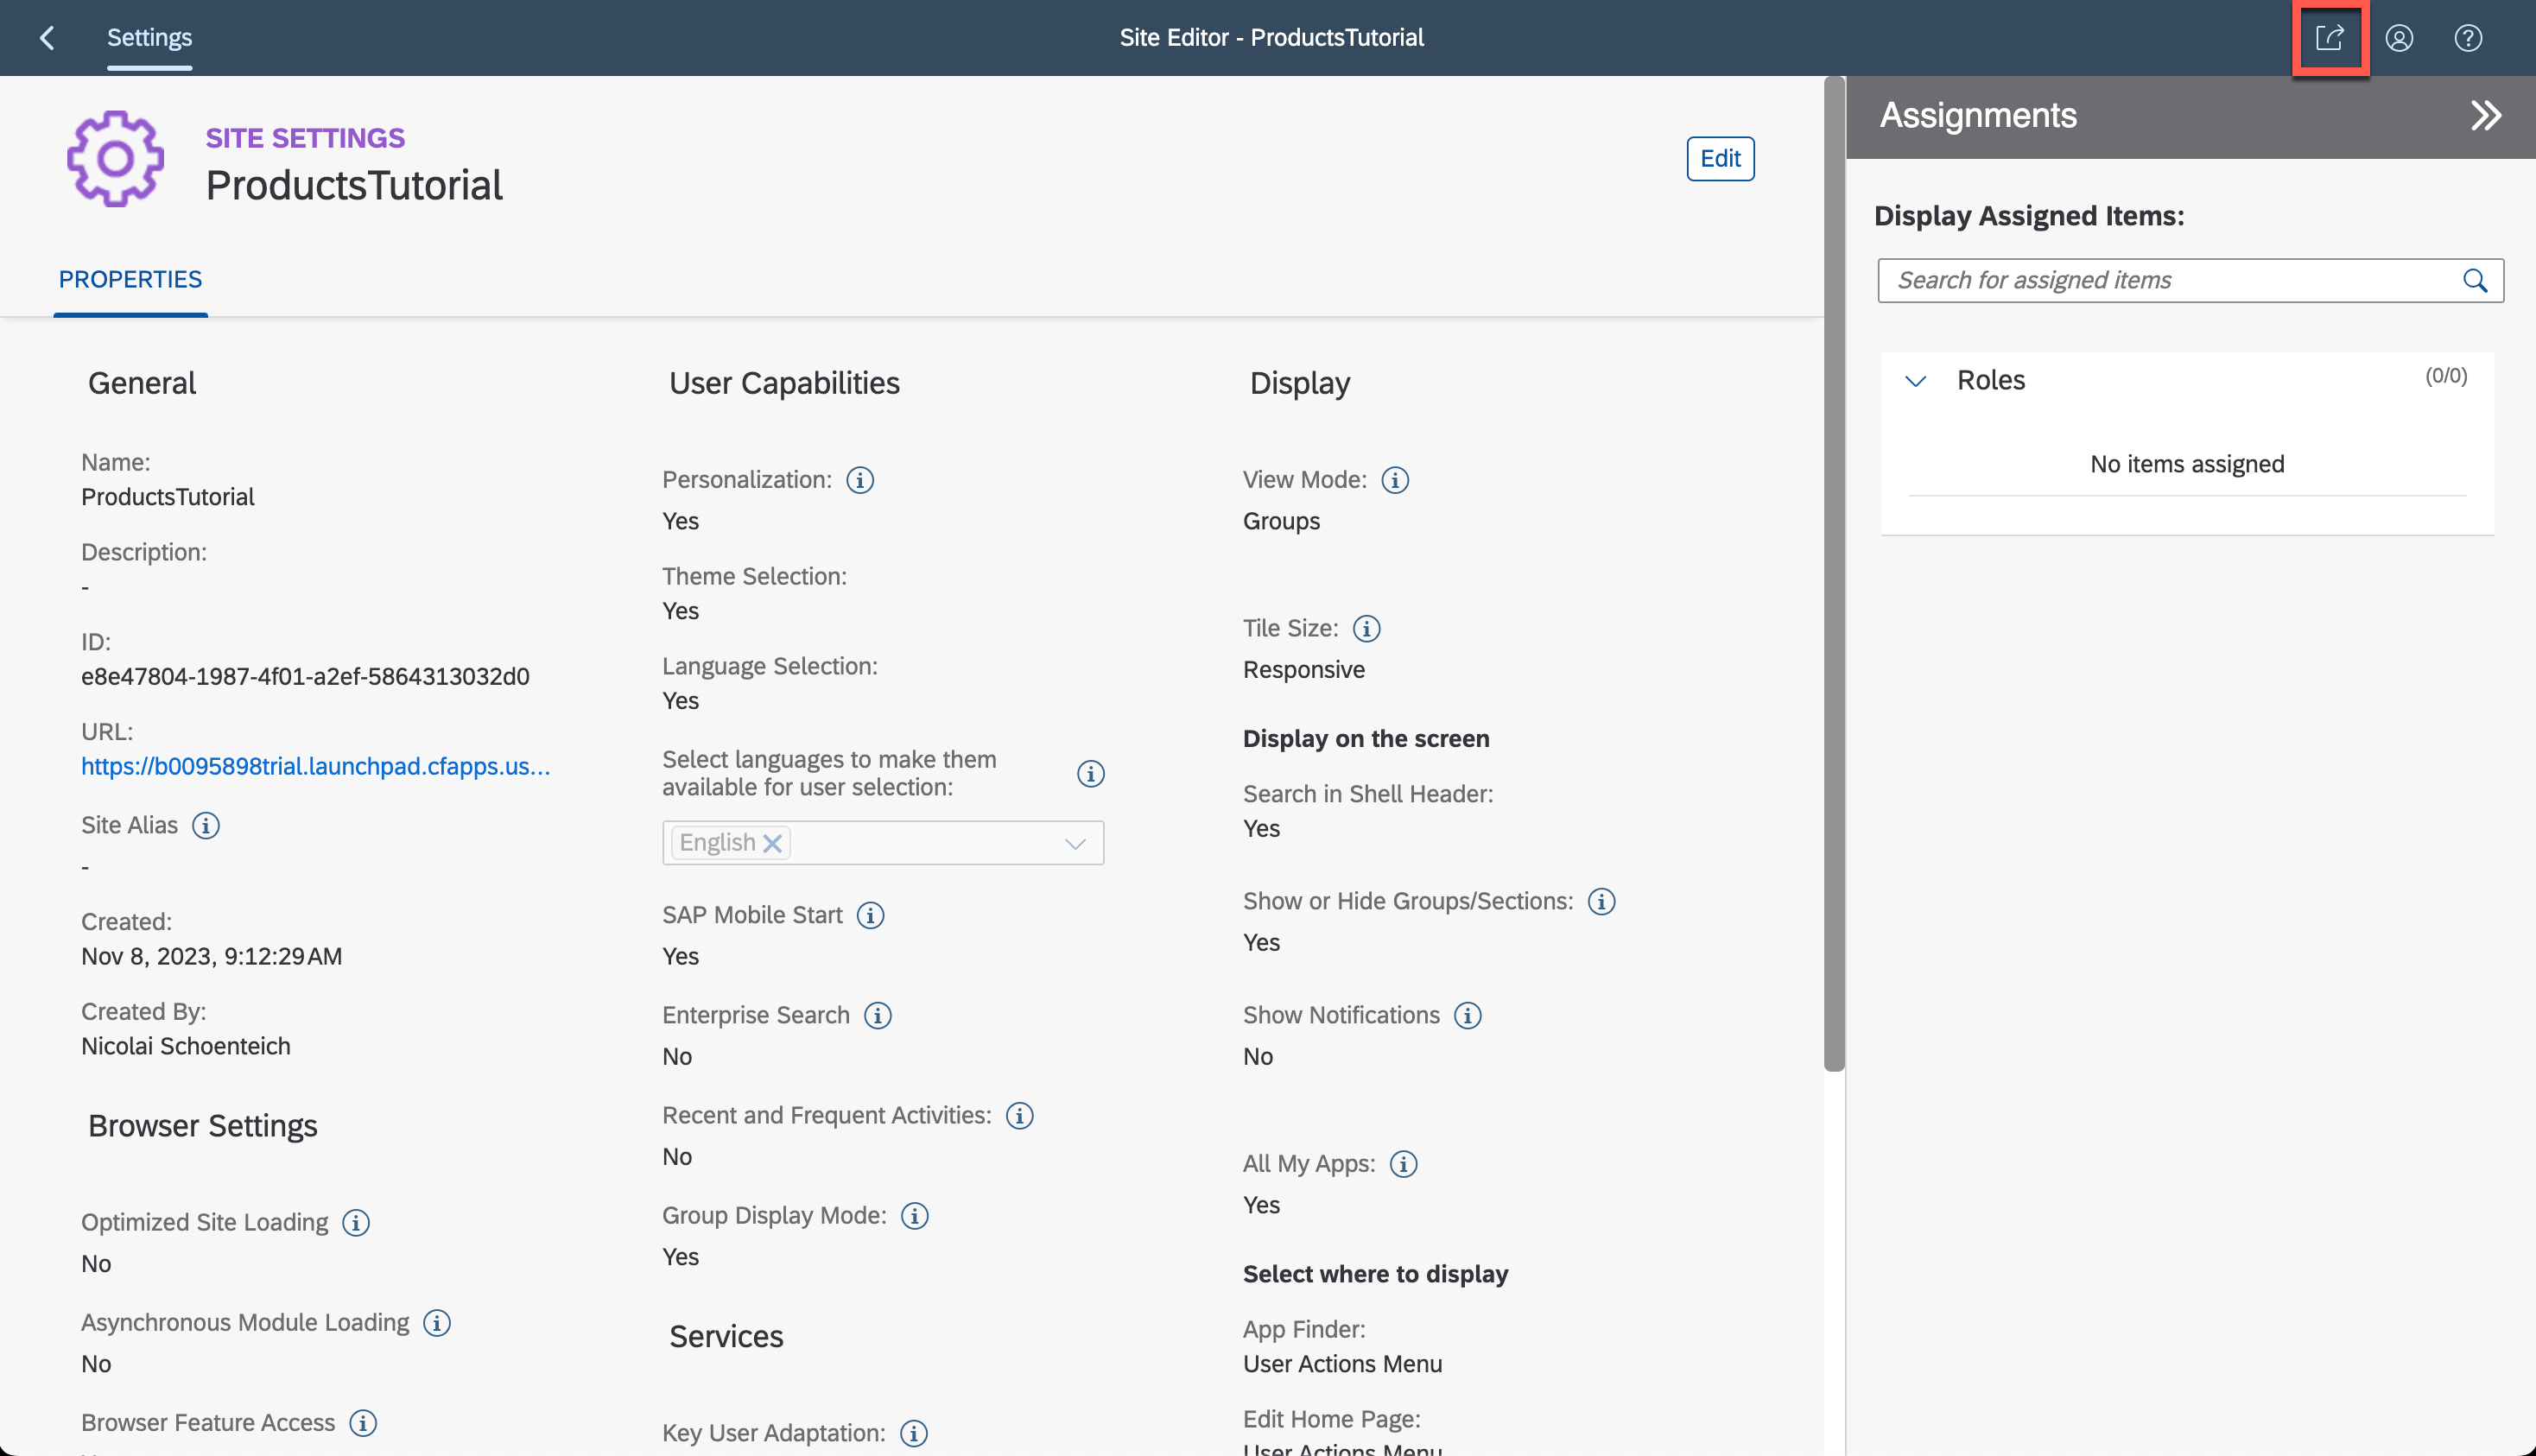 Settings
Site Editor - ProductsTutorial
SITE SETTINGS
ProductsTutorial
Edit
PROPERTIES
General
Name:
ProductsTutorial
Description:
-
ID:
e8e47804-1987-4f01-a2ef-5864313032d0
URL:
https://b0095898trial.launchpad.cfapps.us...
Site Alias
-
Created:
Nov 8, 2023, 9:12:29 AM
Created By:
Nicolai Schoenteich
Browser Settings
Optimized Site Loading
No
Asynchronous Module Loading
No
Browser Feature Access
User Capabilities
Personalization:
Yes
Theme Selection:
Yes
Language Selection:
Yes
Select languages to make them
available for user selection:
English
SAP Mobile Start
Yes
Enterprise Search
No
Recent and Frequent Activities:
No
Group Display Mode:
Yes
Services
Key User Adaptation:
Display
View Mode:
Groups
Tile Size:
Responsive
Display on the screen
Search in Shell Header:
Yes
Show or Hide Groups/Sections:
Yes
Show Notifications
No
All My Apps:
Yes
Select where to display
App Finder:
User Actions Menu
Edit Home Page:
User Actions Menu
Assignments
Display Assigned Items:
Search for assigned items
Roles
(0/0)
No items assigned